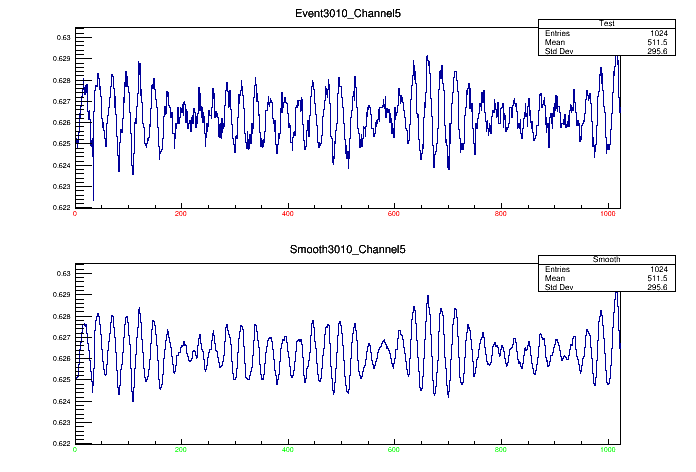 Event3010_Channel5
Test
Entries 1024
Mean 511.5
Std Dev 295.6
0.63
0.629
0.628
0.627
0.626
0.625
0.624
0.623
0.622
0 200 400 600 800 1000
Smooth3010_Channel5
Smooth
Entries 1024
Mean 511.5
Std Dev 295.6
0.63
0.629
0.628
0.627
0.626
0.625
0.624
0.623
0.622
0 200 400 600 800 1000